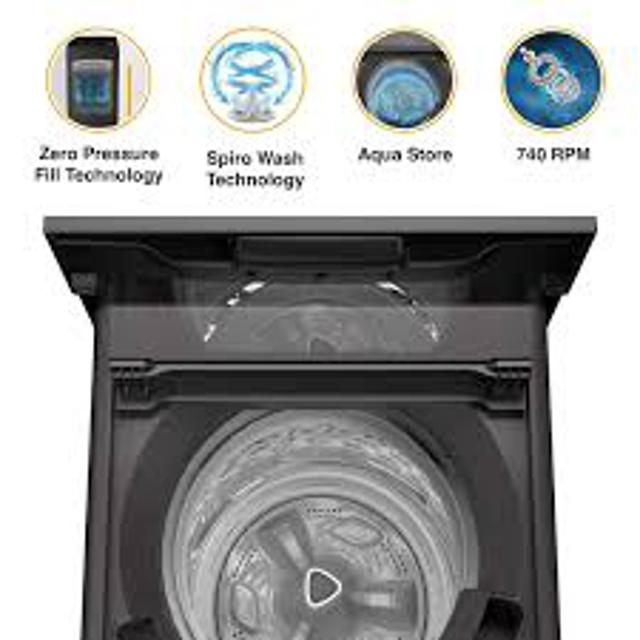 Zero Pressure
Fill Technology
Spiro Wash
Technology
Aqua Store
740 RPM